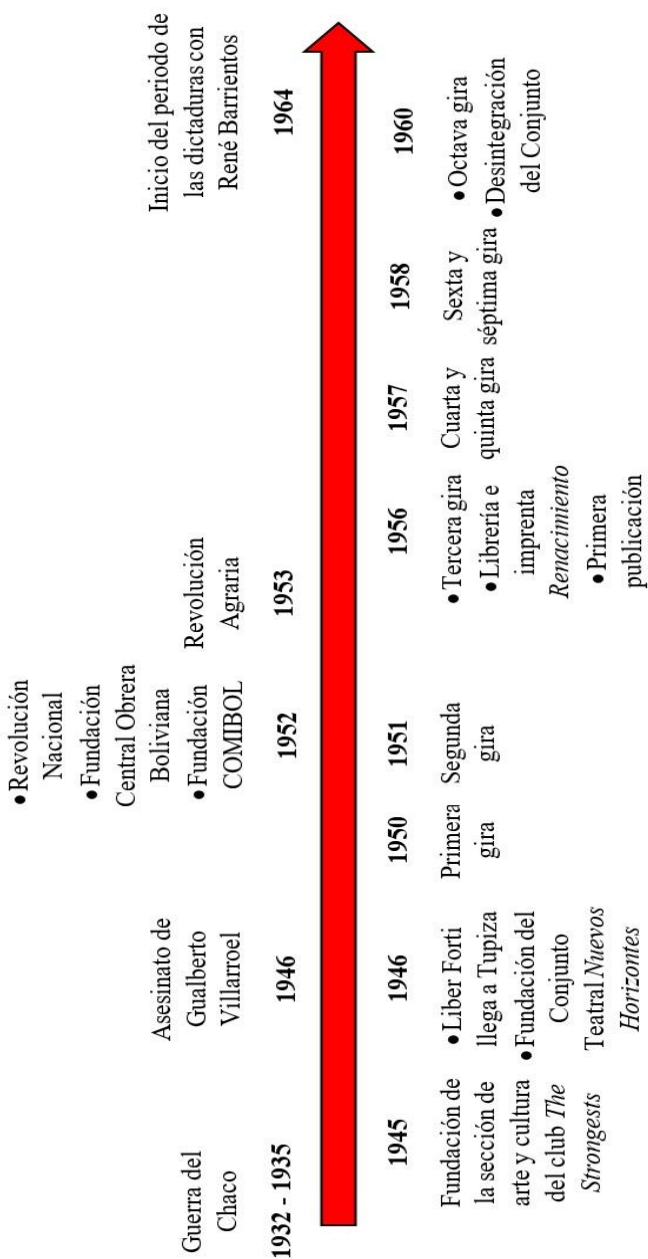 Guerra del
Chaco
1932 - 1935
Asesinato de
Gualberto
Villarroel
1946
●Revolución
Nacional
●Fundación
Central Obrera
Boliviana
●Fundación
COMIBOL
1952
Revolución
Agraria
1953
Inicio del periodo de
las dictaduras con
René Barrientos
1964
1945
Fundación de
la sección de
arte y cultura
del club The
Strongests
1946
●Liber Forti
llega a Tupiza
●Fundación del
Conjunto
Teatral Nuevos
Horizontes
1950
Primera
gira
1951
Segunda
gira
1956
●Tercera gira
●Librería e
imprenta
Renacimiento
●Primera
publicación
1957
Cuarta y
quinta gira
1958
Sexta y
séptima gira
1960
●Octava gira
●Desintegración
del Conjunto